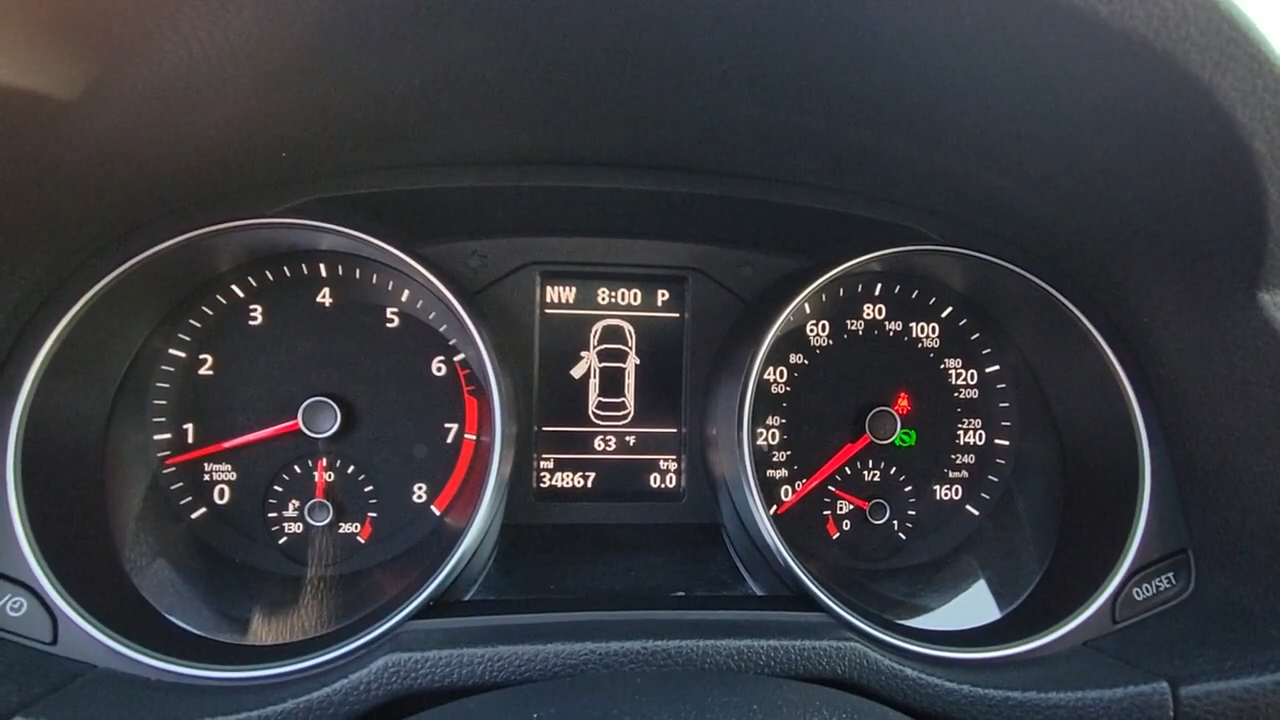 NW 8:00 P
63 °F
mi trip
34867 0.0
0 1 2 3 4 5 6 7 8
1/min
x1000
130 190 260
0 20 40 60 80 100 120 140 160
mph
0 20 40 60 80 100 120 140 160 180 200 220 240
km/h
0 1/2 1
0.0/SET